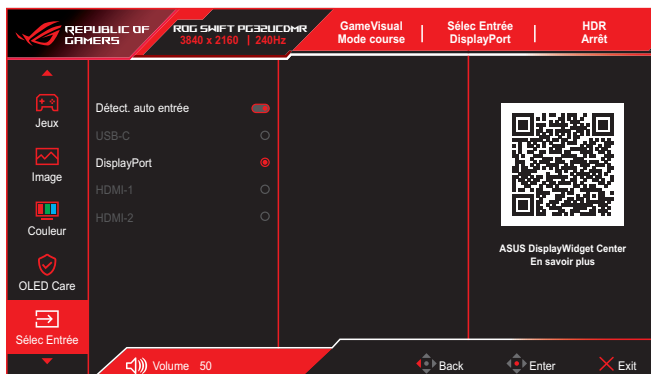 REPUBLIC OF
GAMERS
ROG SWIFT PG32UCDMR
3840 x 2160 | 240Hz
GameVisual
Mode course
Sélec Entrée
DisplayPort
HDR
Arrêt
Jeux
Image
Couleur
OLED Care
Sélec Entrée
Détect. auto entrée
USB-C
DisplayPort
HDMI-1
HDMI-2
ASUS DisplayWidget Center
En savoir plus
Volume 50
Back
Enter
Exit